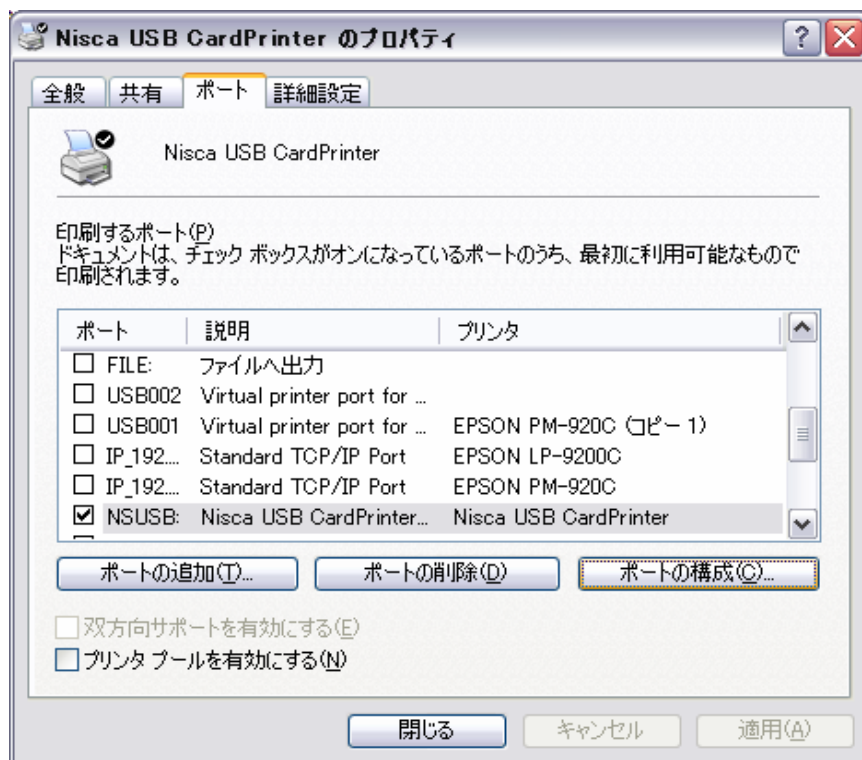 Nisca USB CardPrinter のプロパティ
全般 共有 ポート 詳細設定
Nisca USB CardPrinter
印刷するポート(P)
ドキュメントは、チェック ボックスがオンになっているポートのうち、最初に利用可能なもので
印刷されます。
ポート 説明 プリンタ
FILE: ファイルへ出力
USB002 Virtual printer port for ...
USB001 Virtual printer port for ... EPSON PM-920C (コピー 1)
IP_192.... Standard TCP/IP Port EPSON LP-9200C
IP_192.... Standard TCP/IP Port EPSON PM-920C
NSUSB: Nisca USB CardPrinter... Nisca USB CardPrinter
ポートの追加(T)... ポートの削除(D) ポートの構成(C)...
双方向サポートを有効にする(E)
プリンタ プールを有効にする(N)
閉じる キャンセル 適用(A)